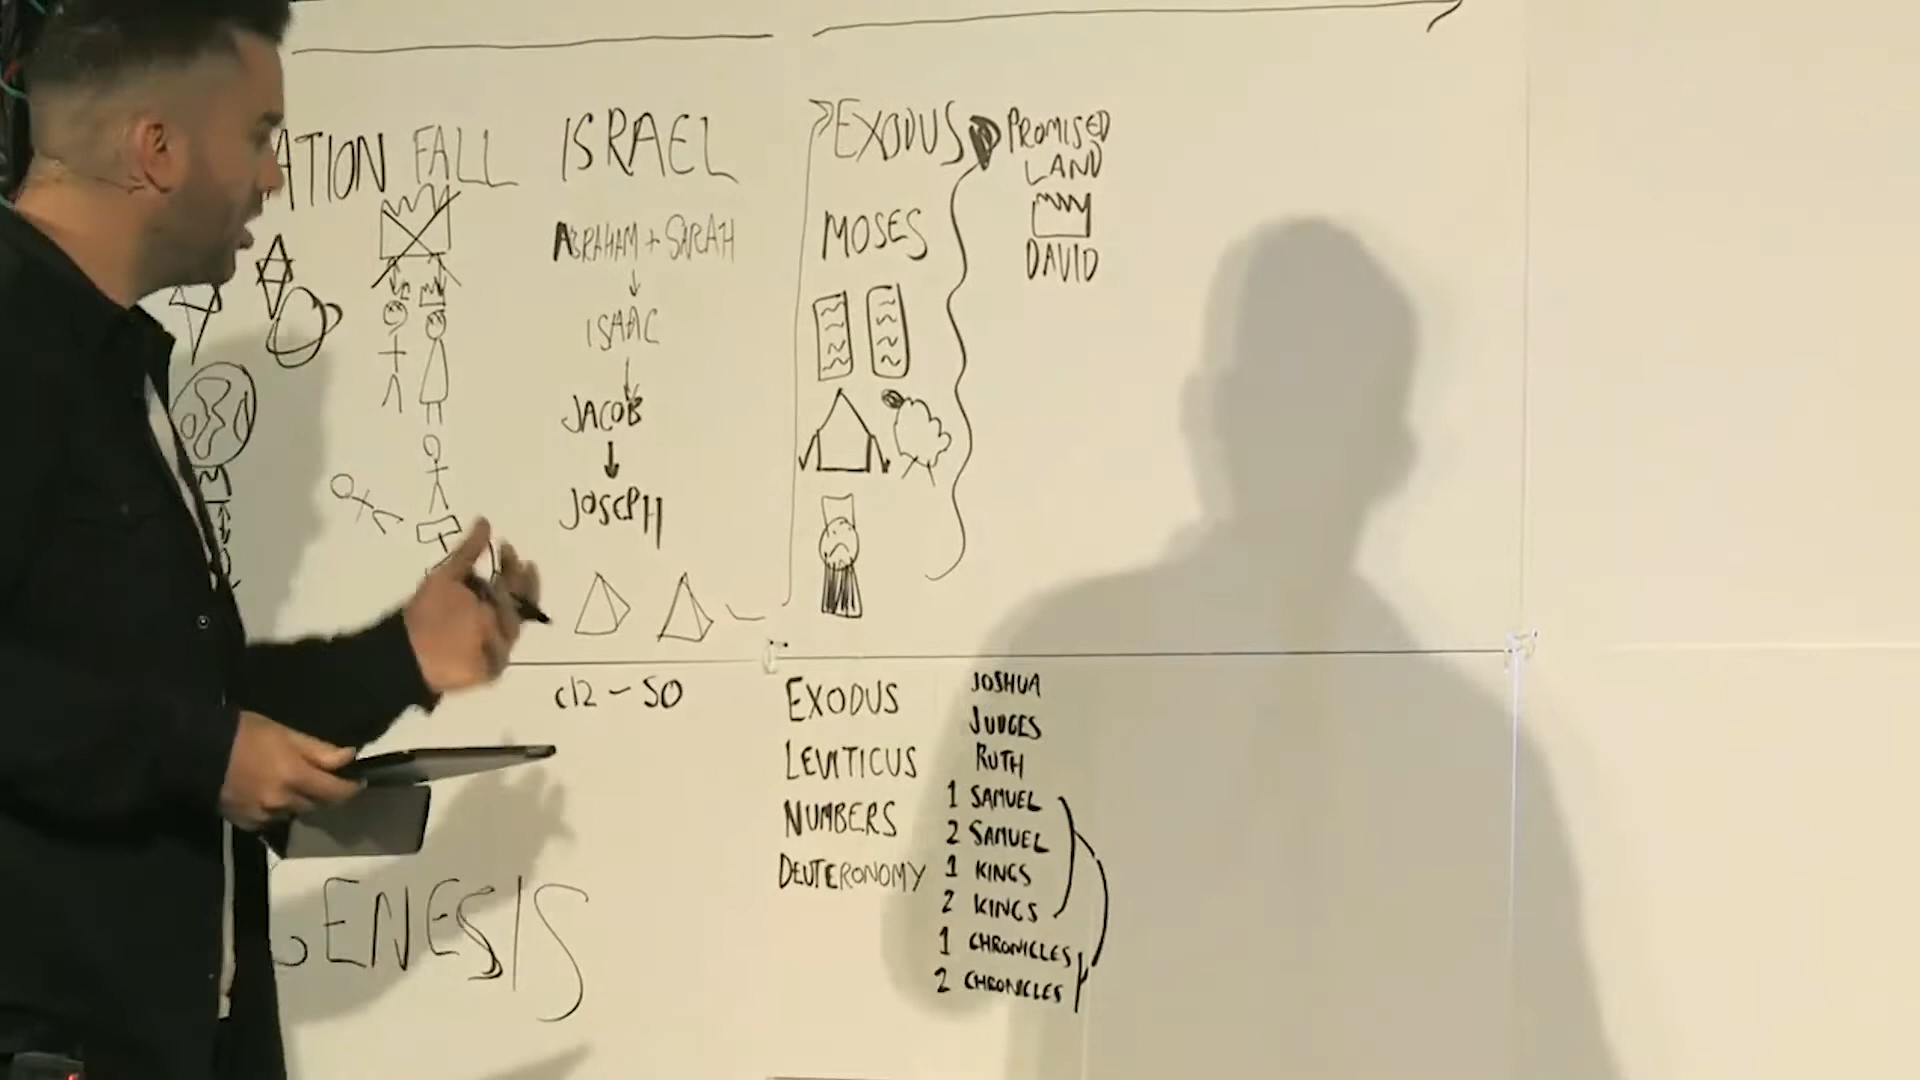 ATION FALL
ISRAEL
ABRAHAM + SARAH
ISAAC
JACOB
JOSEPH
EXODUS
MOSES
PROMISED
LAND
DAVID
c12 - 50
GENESIS
EXODUS
LEVITICUS
NUMBERS
DEUTERONOMY
JOSHUA
JUDGES
RUTH
1 SAMUEL
2 SAMUEL
1 KINGS
2 KINGS
1 CHRONICLES
2 CHRONICLES